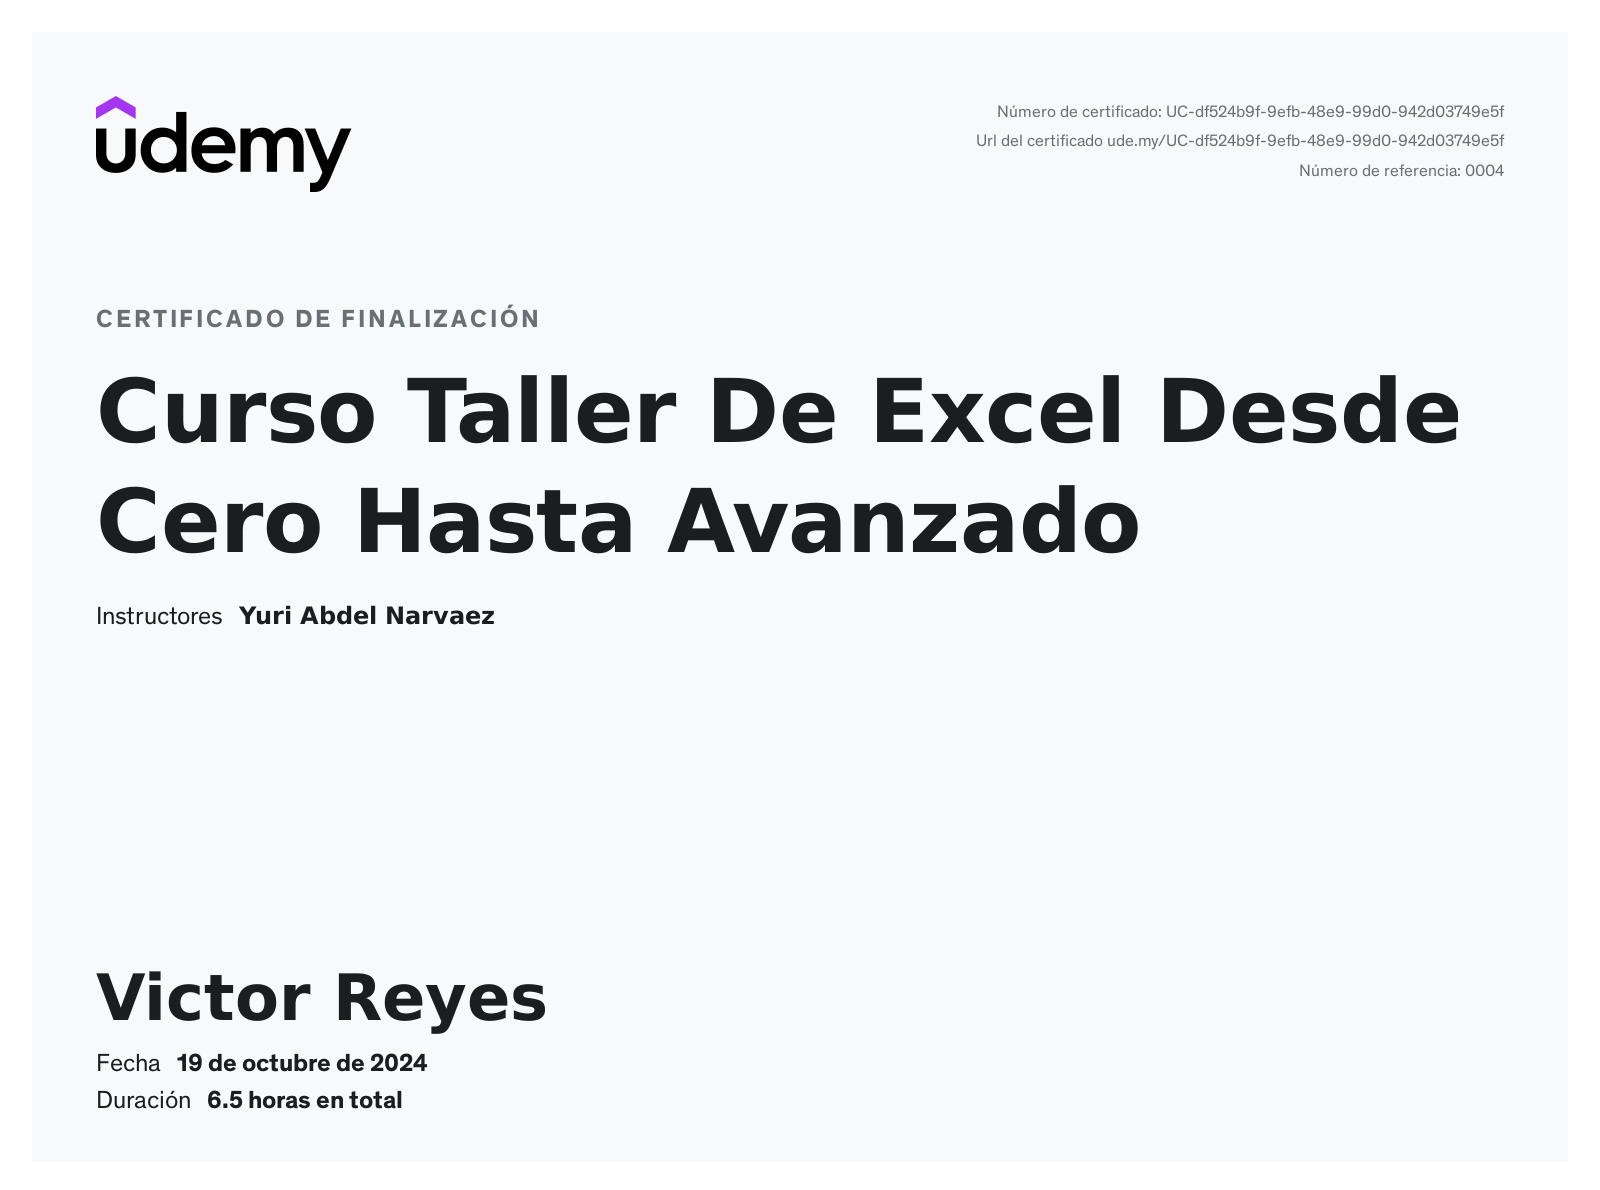 udemy
Número de certificado: UC-df524b9f-9efb-48e9-99d0-942d03749e5f
Url del certificado ude.my/UC-df524b9f-9efb-48e9-99d0-942d03749e5f
Número de referencia: 0004
CERTIFICADO DE FINALIZACIÓN
Curso Taller De Excel Desde
Cero Hasta Avanzado
Instructores Yuri Abdel Narvaez
Victor Reyes
Fecha 19 de octubre de 2024
Duración 6.5 horas en total